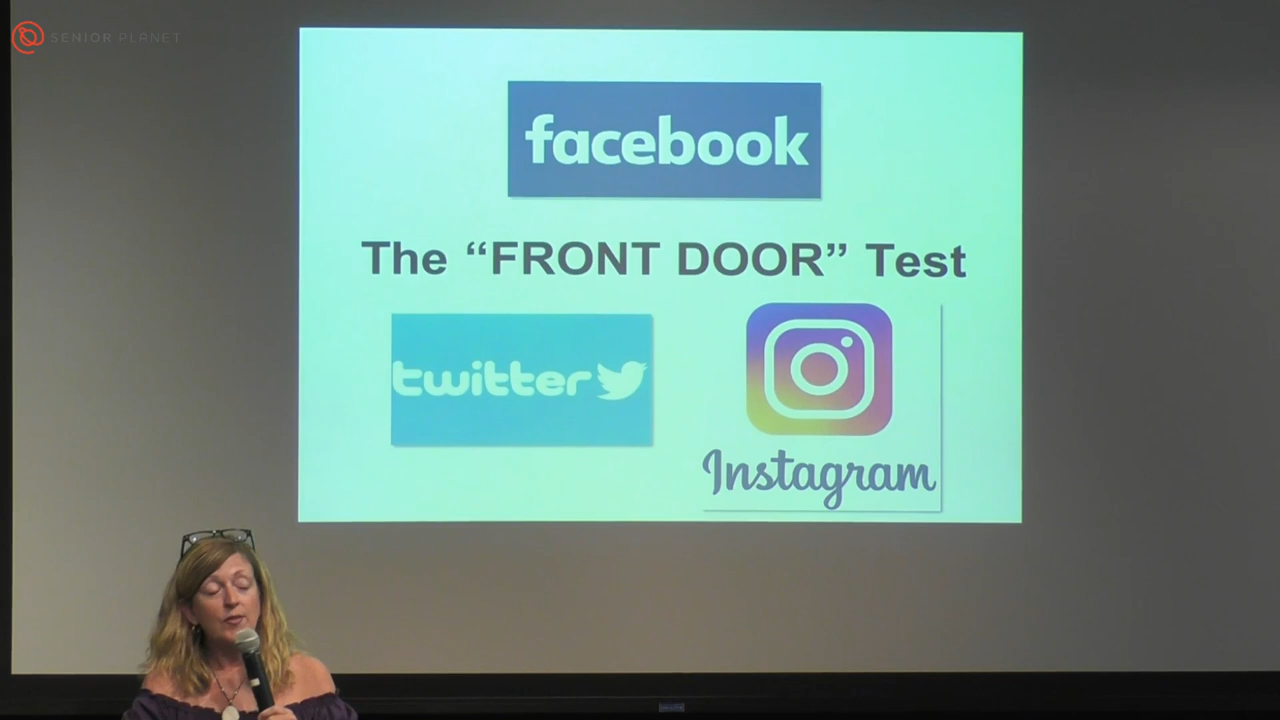 SENIOR PLANET
facebook
The “FRONT DOOR” Test
twitter
Instagram